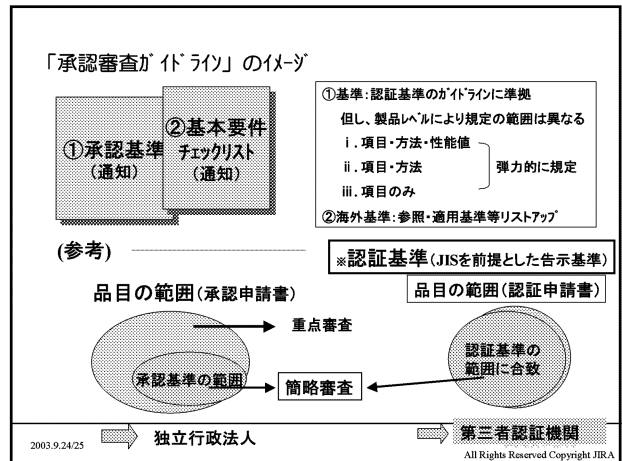 「承認審査ガイドライン」のイメージ
①承認基準
(通知)
②基本要件
チェックリスト
(通知)
①基準:認証基準のガイドラインに準拠
但し、製品レベルにより規定の範囲は異なる
ⅰ.項目・方法・性能値
ⅱ.項目・方法
ⅲ.項目のみ
弾力的に規定
②海外基準:参照・適用基準等リストアップ
(参考)
※認証基準(JISを前提とした告示基準)
品目の範囲(承認申請書)
品目の範囲(認証申請書)
重点審査
承認基準の範囲
簡略審査
認証基準の
範囲に合致
2003.9.24/25
独立行政法人
第三者認証機関
All Rights Reserved Copyright JIRA